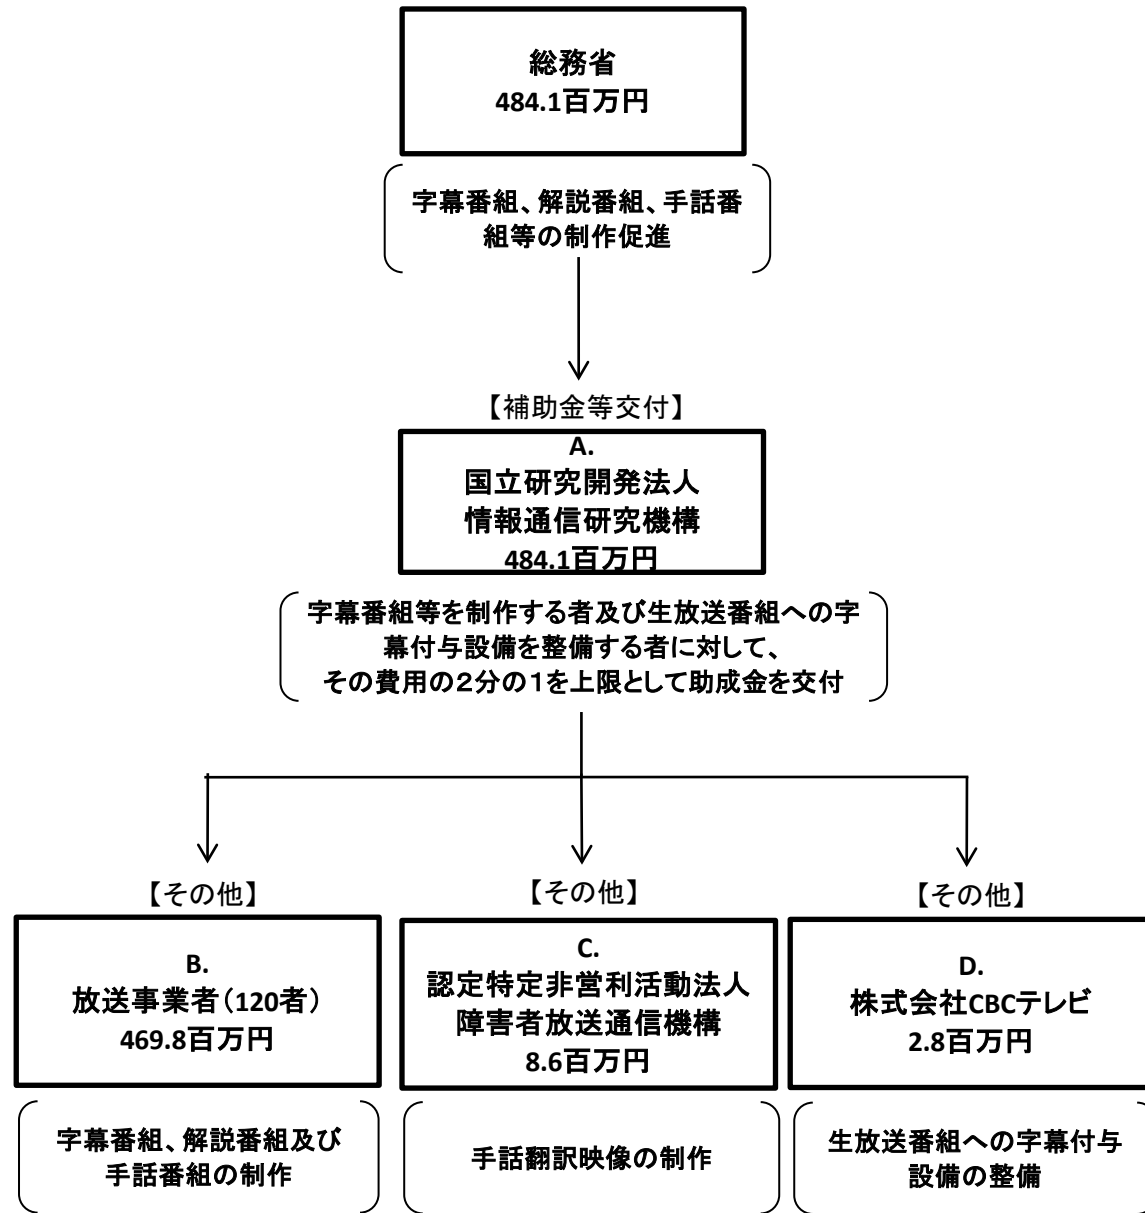 総務省
484.1百万円
字幕番組、解説番組、手話番
組等の制作促進
【補助金等交付】
A.
国立研究開発法人
情報通信研究機構
484.1百万円
字幕番組等を制作する者及び生放送番組への字
幕付与設備を整備する者に対して、
その費用の２分の１を上限として助成金を交付
【その他】
【その他】
【その他】
B.
放送事業者（120者）
469.8百万円
C.
認定特定非営利活動法人
障害者放送通信機構
8.6百万円
D.
株式会社CBCテレビ
2.8百万円
字幕番組、解説番組及び
手話番組の制作
手話翻訳映像の制作
生放送番組への字幕付与
設備の整備